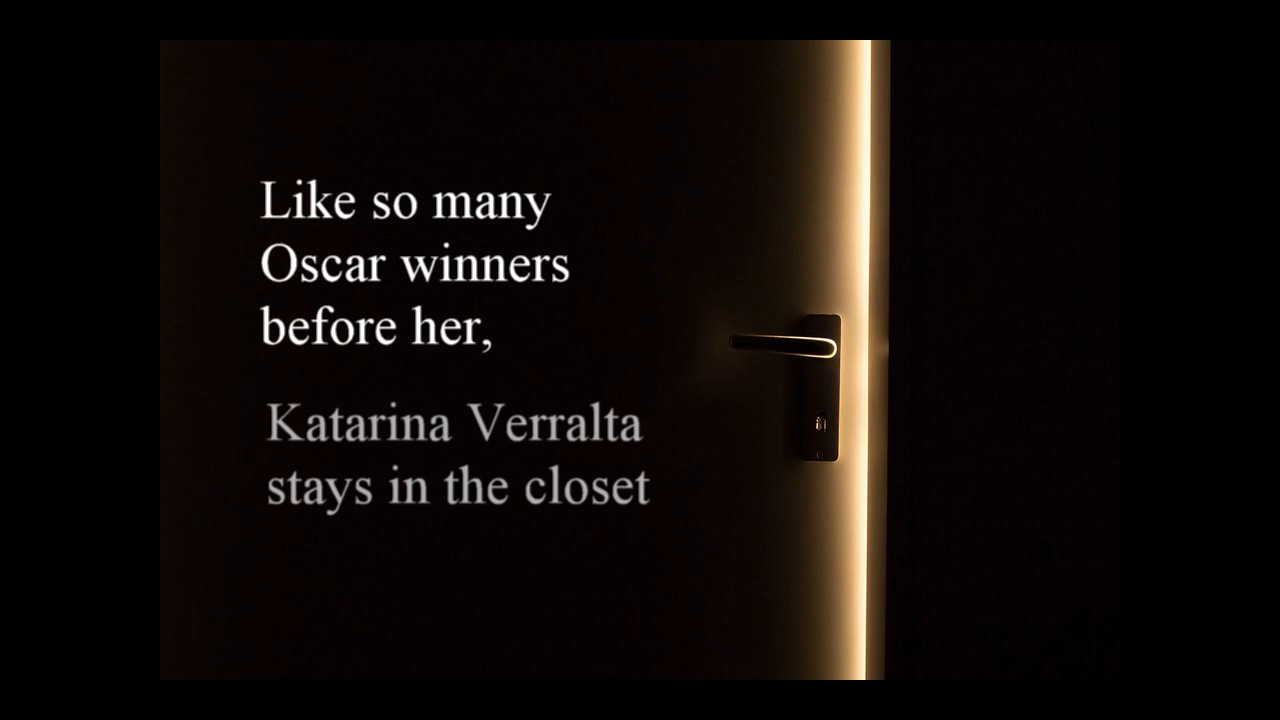 Like so many
Oscar winners
before her,
Katarina Verralta
stays in the closet